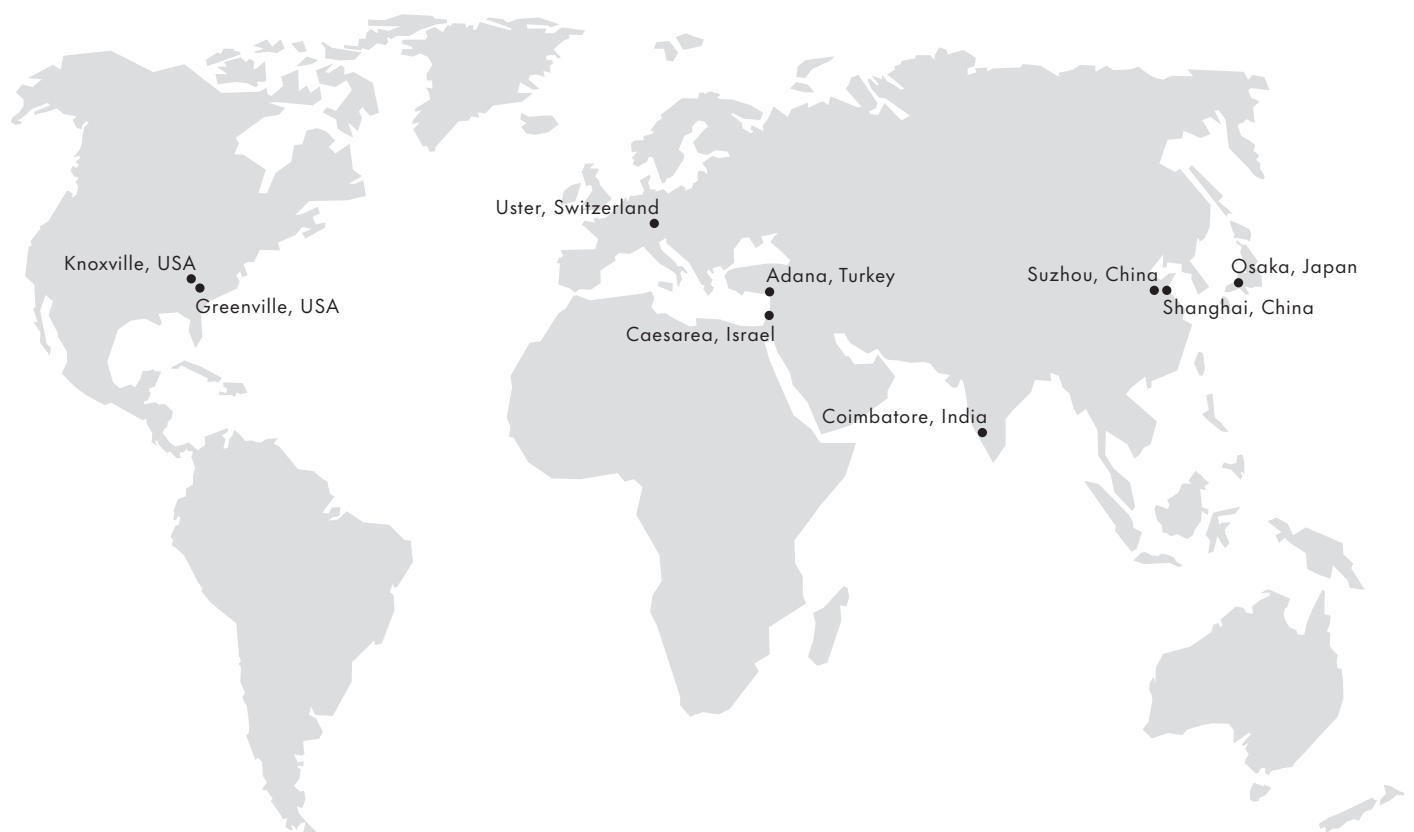 Uster, Switzerland
Knoxville, USA
Greenville, USA
Adana, Turkey
Caesarea, Israel
Suzhou, China
Osaka, Japan
Shanghai, China
Coimbatore, India